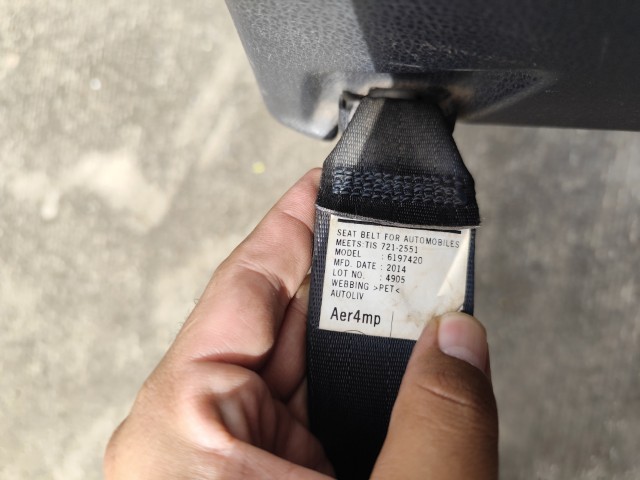 SEAT BELT FOR AUTOMOBILES
MEETS:TIS 721-2551
MODEL : 6197420
MFD. DATE : 2014
LOT NO. : 4905
WEBBING >PET<
AUTOLIV
Aer4mp